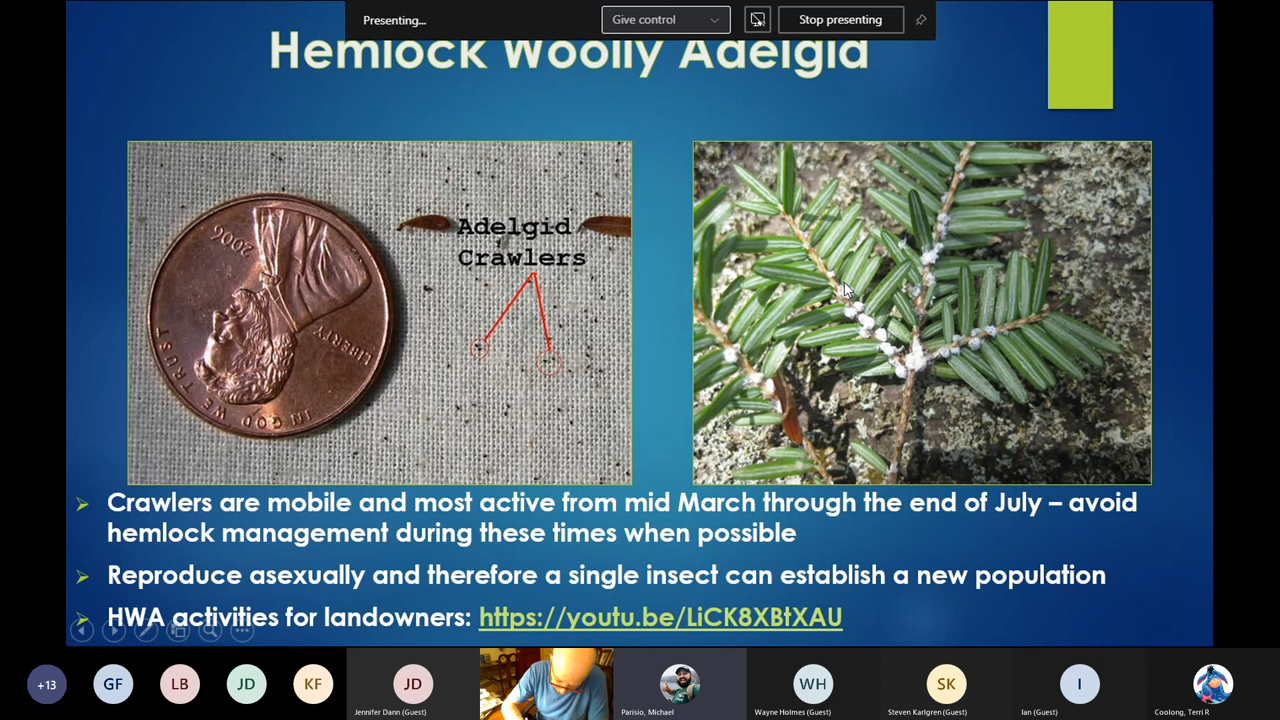 Presenting...
Give control
Stop presenting
Hemlock Woolly Adelgid
2006
LIBERTY
IN GOD WE TRUST
Adelgid
Crawlers
Crawlers are mobile and most active from mid March through the end of July – avoid
hemlock management during these times when possible
Reproduce asexually and therefore a single insect can establish a new population
HWA activities for landowners: https://youtu.be/LiCK8XBtXAU
+13
GF
LB
JD
KF
JD
WH
SK
I
Jennifer Dann (Guest)
Parisio, Michael
Wayne Holmes (Guest)
Steven Karlgren (Guest)
Ian (Guest)
Coolong, Terri R